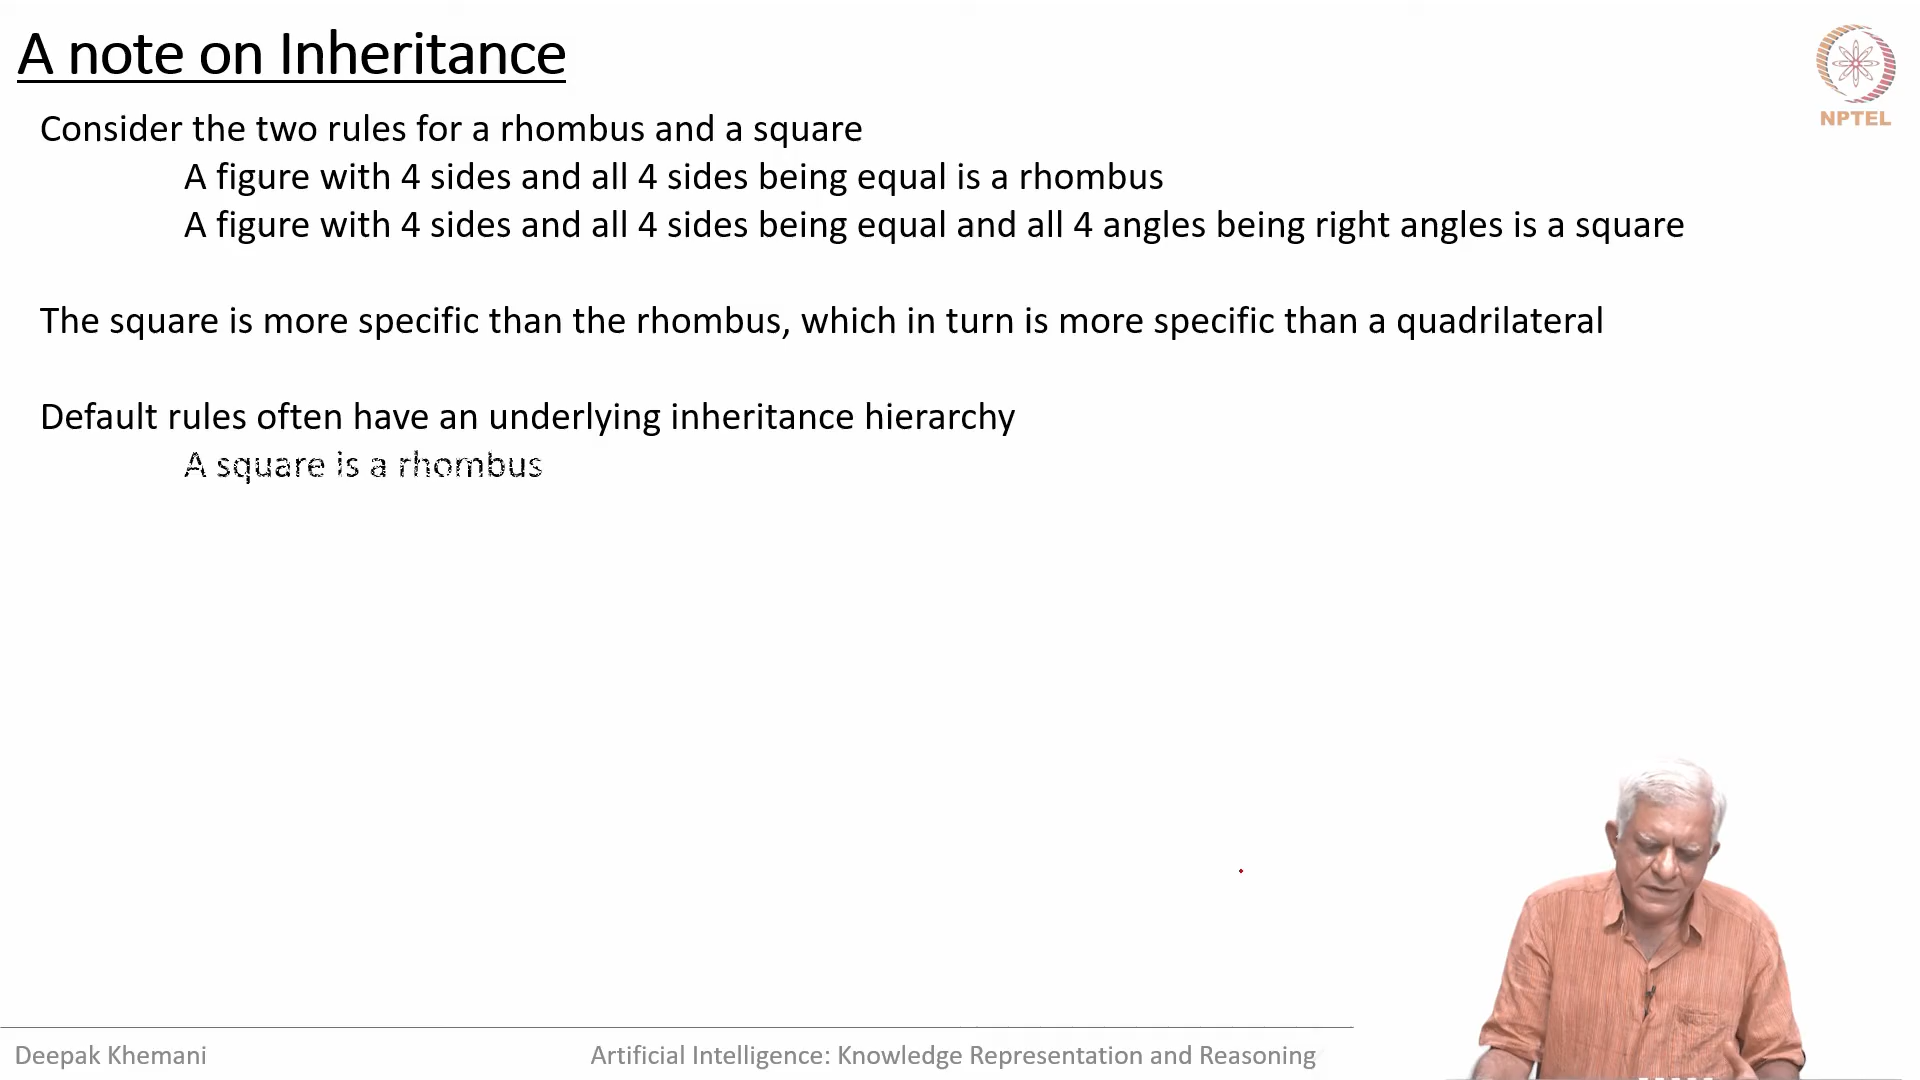 A note on Inheritance
NPTEL
Consider the two rules for a rhombus and a square
A figure with 4 sides and all 4 sides being equal is a rhombus
A figure with 4 sides and all 4 sides being equal and all 4 angles being right angles is a square
The square is more specific than the rhombus, which in turn is more specific than a quadrilateral
Default rules often have an underlying inheritance hierarchy
A square is a rhombus
Deepak Khemani
Artificial Intelligence: Knowledge Representation and Reasoning